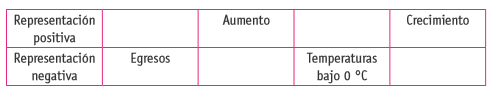 Representación
positiva
Aumento
Crecimiento
Representación
negativa
Egresos
Temperaturas
bajo 0 °C